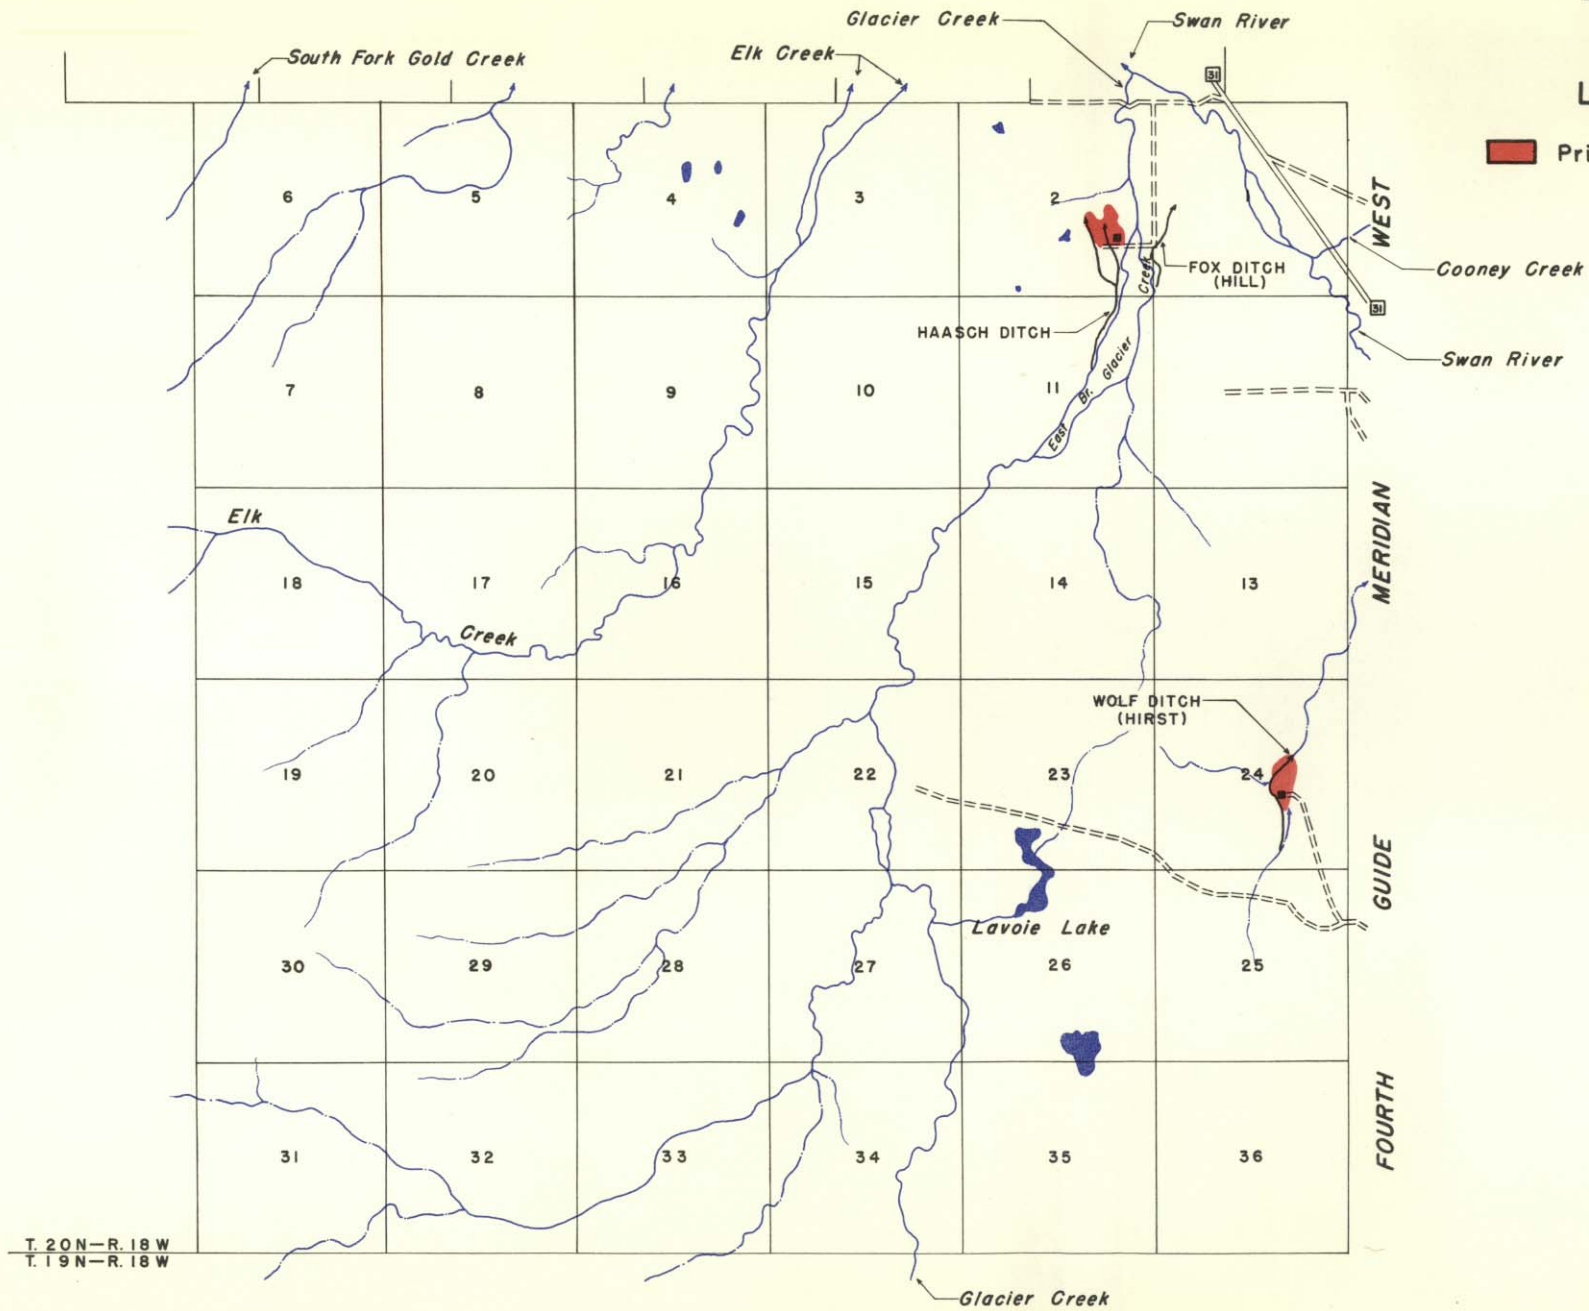 Glacier Creek
Swan River
South Fork Gold Creek
Elk Creek
31
L
Pri
6
5
4
3
2
WEST
FOX DITCH
(HILL)
Cooney Creek
31
HAASCH DITCH
Swan River
East Br. Glacier Creek
7
8
9
10
11
Elk
MERIDIAN
18
17
16
15
14
13
Creek
WOLF DITCH
(HIRST)
19
20
21
22
23
24
GUIDE
Lavoie Lake
30
29
28
27
26
25
FOURTH
31
32
33
34
35
36
T. 20N—R. 18W
T. 19N—R. 18W
Glacier Creek